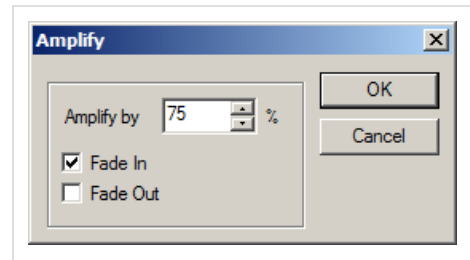 Amplify
Amplify by 75 %
Fade In
Fade Out
OK
Cancel